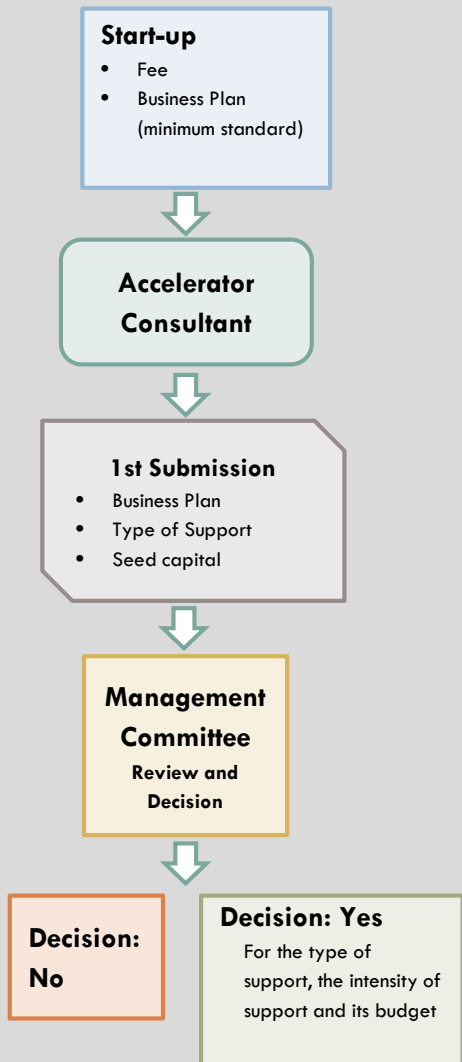 Start-up
• Fee
• Business Plan
(minimum standard)
Accelerator
Consultant
1st Submission
• Business Plan
• Type of Support
• Seed capital
Management
Committee
Review and
Decision
Decision:
No
Decision: Yes
For the type of
support, the intensity of
support and its budget